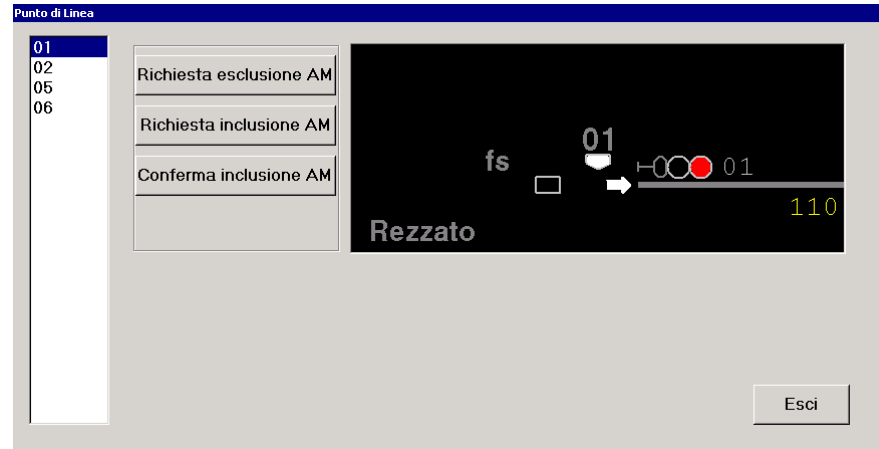 Punto di Linea
01
02
05
06
Richiesta esclusione AM
Richiesta inclusione AM
Conferma inclusione AM
01
fs
01
110
Rezzato
Esci